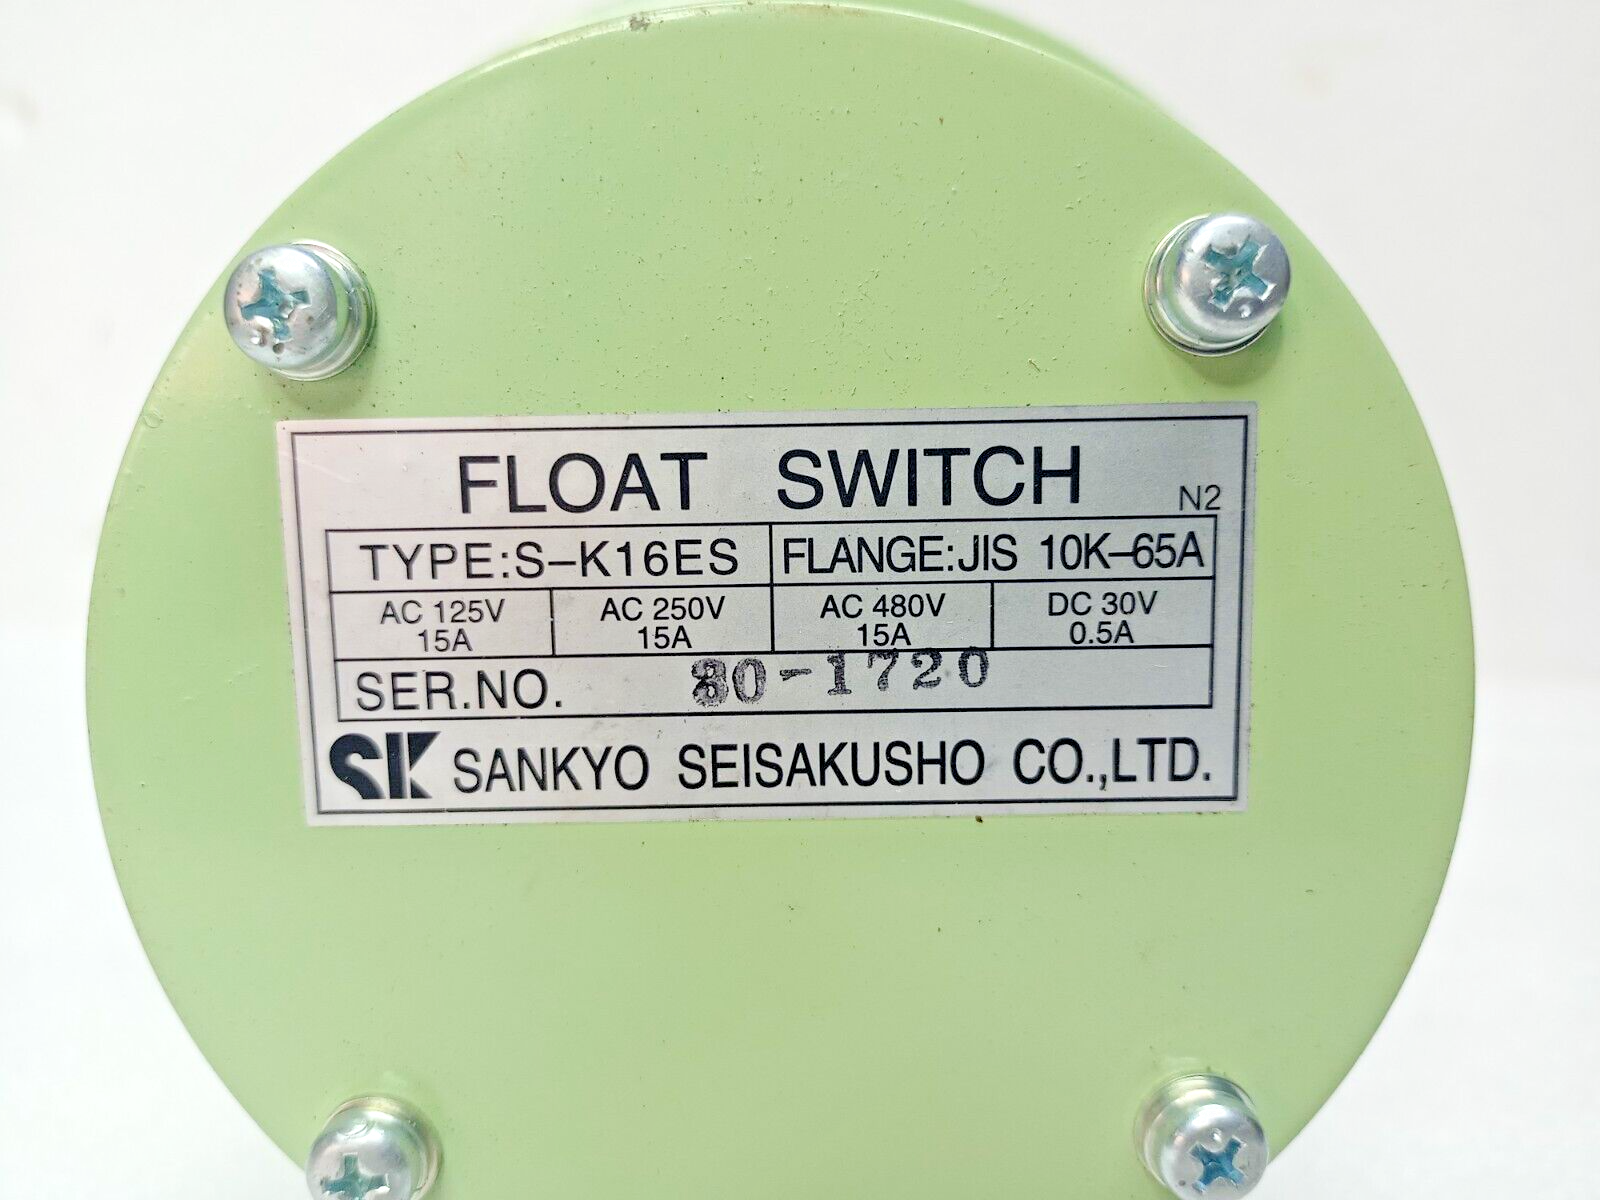 FLOAT SWITCH N2
TYPE:S-K16ES FLANGE:JIS 10K-65A
AC 125V AC 250V AC 480V DC 30V
15A 15A 15A 0.5A
SER.NO. 30-1720
SK SANKYO SEISAKUSHO CO.,LTD.